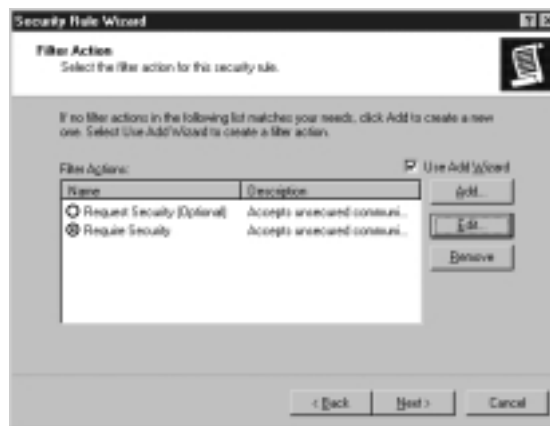 Security Rule Wizard
Filter Action
Select the filter action for this security rule.
If no filter actions in the following list matches your needs, click Add to create a new
one. Select Use Add Wizard to create a filter action.
Filter Actions:
Use Add Wizard
Name Description
Request Security (Optional) Accepts unsecured communi...
Require Security Accepts unsecured communi...
Add...
Edit...
Remove
< Back
Next >
Cancel